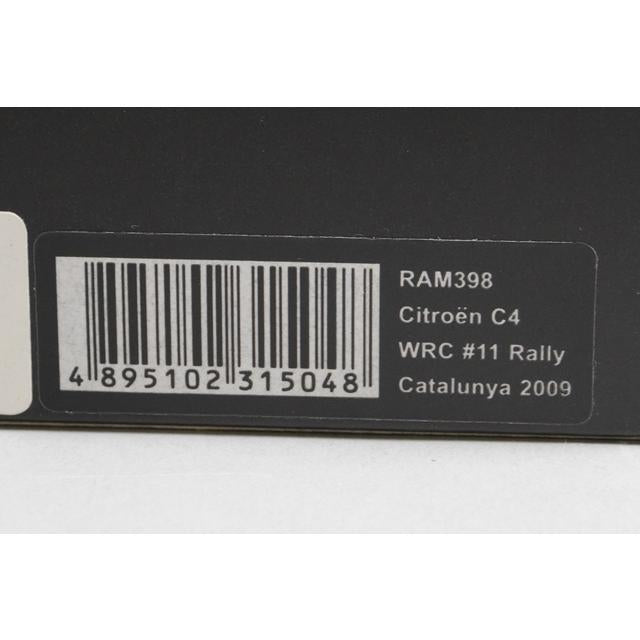 RAM398
Citroën C4
WRC #11 Rally
Catalunya 2009
4 895102 315048